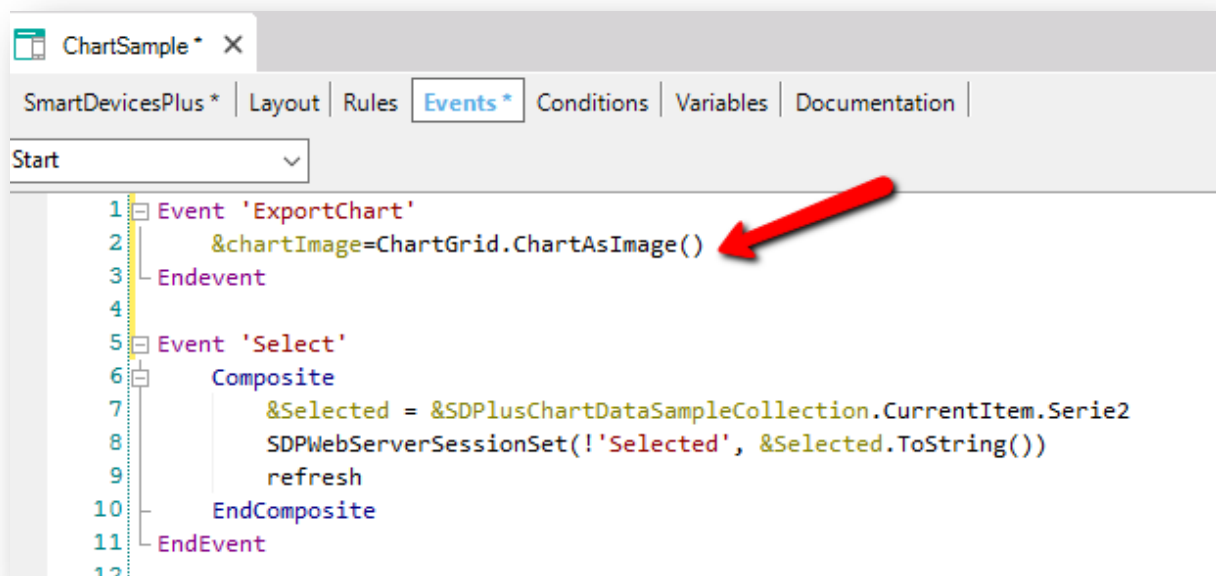 ChartSample *
SmartDevicesPlus * Layout Rules Events * Conditions Variables Documentation
Start
1 Event 'ExportChart'
2 &chartImage=ChartGrid.ChartAsImage()
3 Endevent
4
5 Event 'Select'
6 Composite
7 &Selected = &SDPlusChartDataSampleCollection.CurrentItem.Serie2
8 SDPWebServerSessionSet(!'Selected', &Selected.ToString())
9 refresh
10 EndComposite
11 EndEvent
12